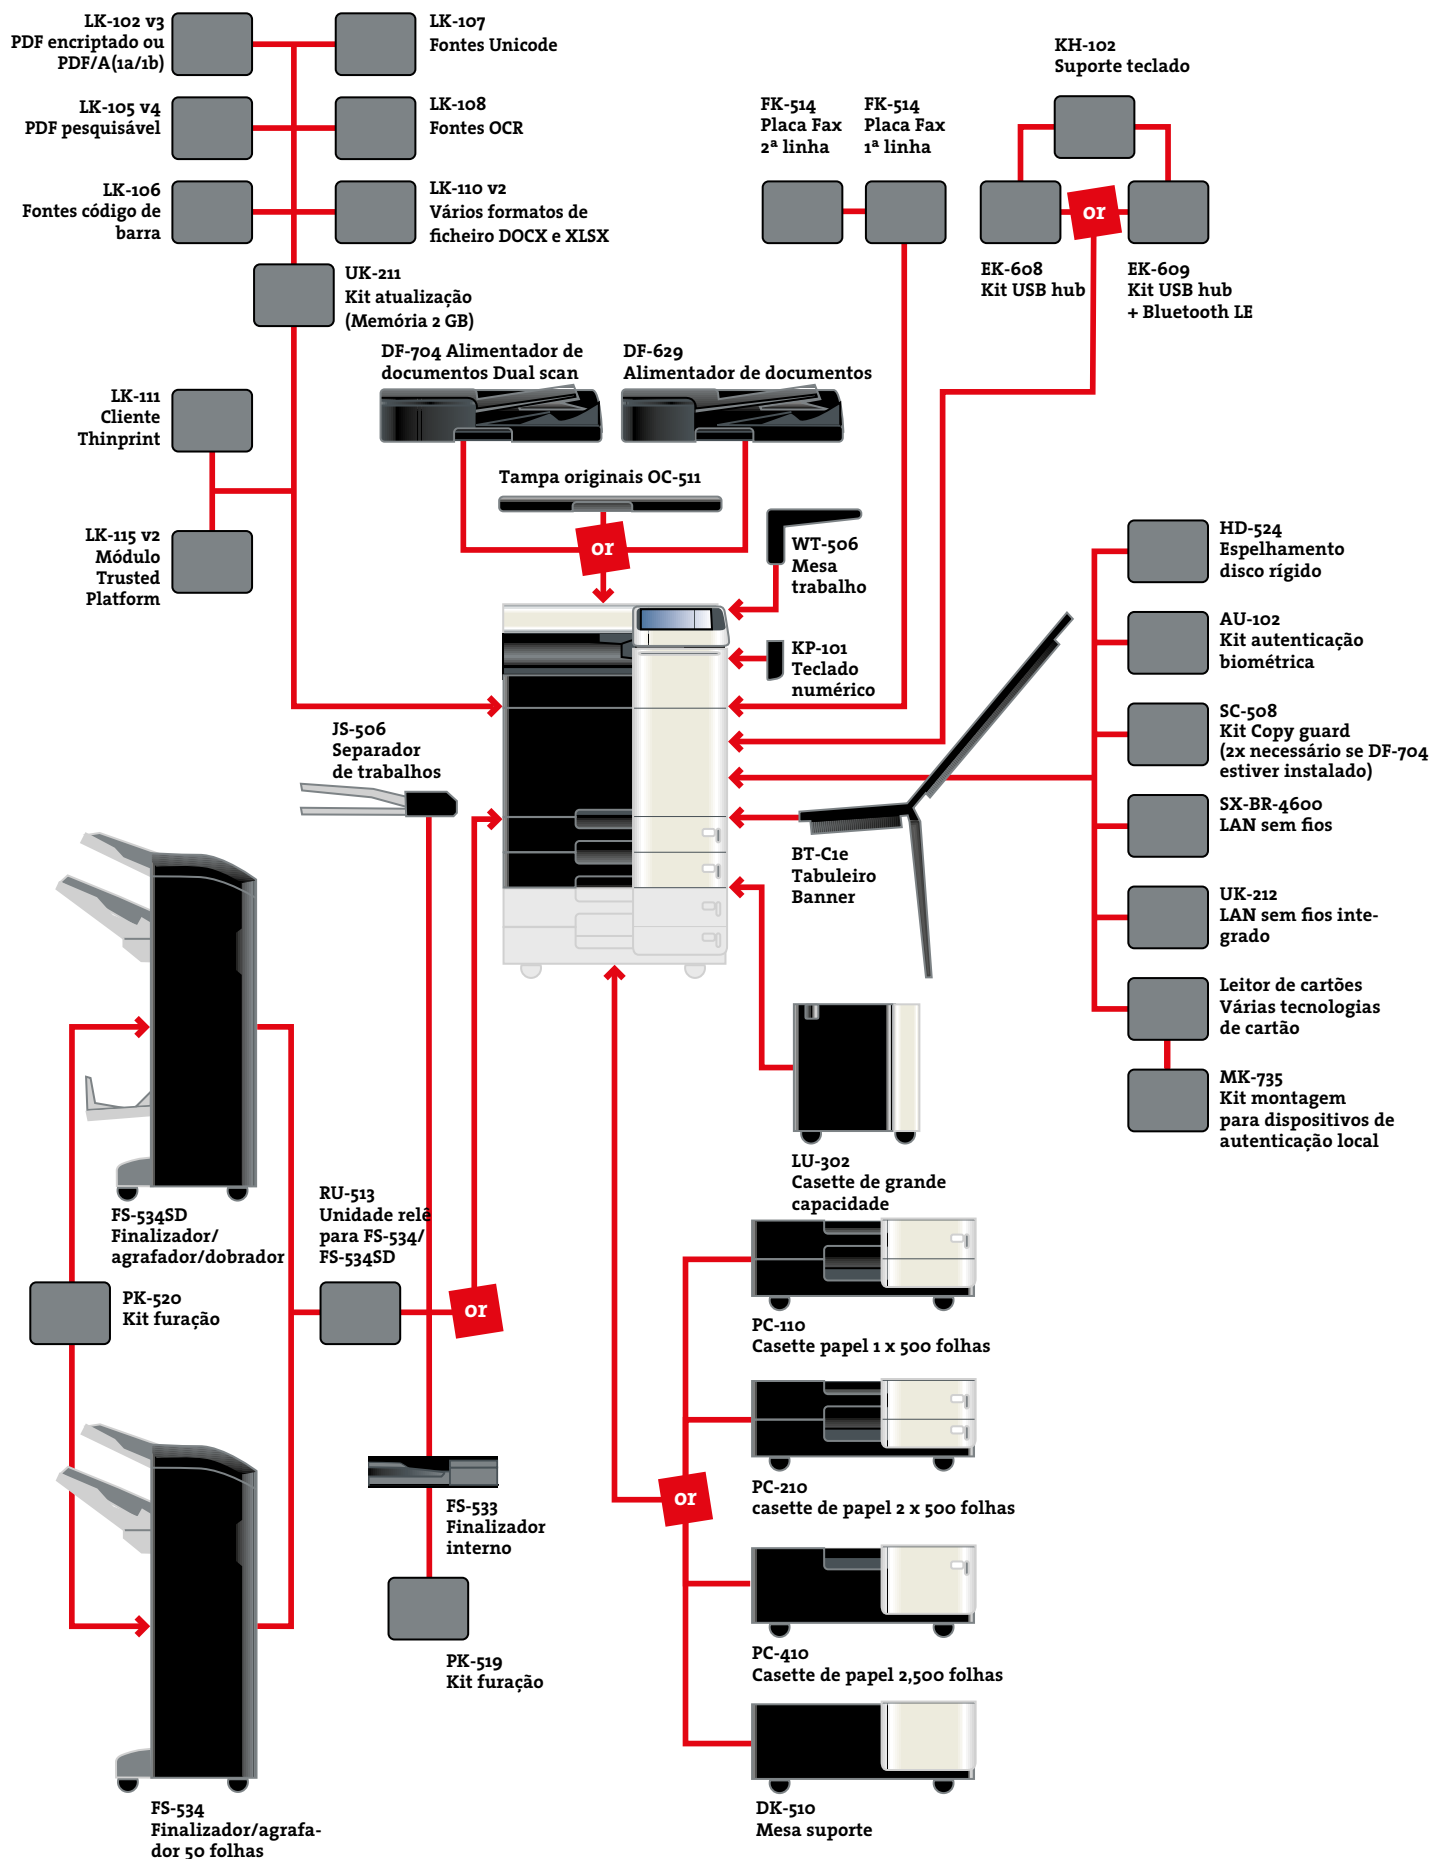 LK-102 v3
PDF encriptado ou
PDF/A(1a/1b)
LK-107
Fontes Unicode
LK-105 v4
PDF pesquisável
LK-108
Fontes OCR
LK-106
Fontes código de
barra
LK-110 v2
Vários formatos de
ficheiro DOCX e XLSX
UK-211
Kit atualização
(Memória 2 GB)
LK-111
Cliente
Thinprint
LK-115 v2
Módulo
Trusted
Platform
FK-514
Placa Fax
2ª linha
FK-514
Placa Fax
1ª linha
KH-102
Suporte teclado
or
EK-608
Kit USB hub
EK-609
Kit USB hub
+ Bluetooth LE
DF-704 Alimentador de
documentos Dual scan
DF-629
Alimentador de documentos
Tampa originais OC-511
or
WT-506
Mesa
trabalho
KP-101
Teclado
numérico
HD-524
Espelhamento
disco rígido
AU-102
Kit autenticação
biométrica
SC-508
Kit Copy guard
(2x necessário se DF-704
estiver instalado)
SX-BR-4600
LAN sem fios
UK-212
LAN sem fios inte-
grado
Leitor de cartões
Várias tecnologias
de cartão
MK-735
Kit montagem
para dispositivos de
autenticação local
JS-506
Separador
de trabalhos
BT-C1e
Tabuleiro
Banner
LU-302
Casette de grande
capacidade
FS-534SD
Finalizador/
agrafador/dobrador
RU-513
Unidade relê
para FS-534/
FS-534SD
PK-520
Kit furação
or
PC-110
Casette papel 1 x 500 folhas
PC-210
casette de papel 2 x 500 folhas
or
FS-533
Finalizador
interno
PK-519
Kit furação
PC-410
Casette de papel 2,500 folhas
DK-510
Mesa suporte
FS-534
Finalizador/agrafa-
dor 50 folhas